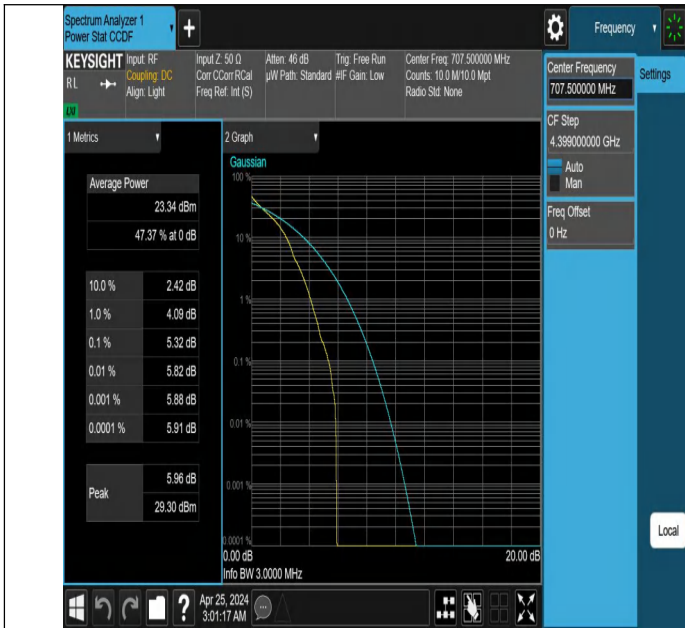 Spectrum Analyzer 1
Power Stat CCDF
+
Frequency
KEYSIGHT
RL
Input: RF
Coupling: DC
Align: Light
Input Z: 50 Ω
Corr CCorr RCal
Freq Ref: Int (S)
Atten: 46 dB
µW Path: Standard
Trig: Free Run
#IF Gain: Low
Center Freq: 707.500000 MHz
Counts: 10.0 M/10.0 Mpt
Radio Std: None
Center Frequency
707.500000 MHz
Settings
CF Step
4.399000000 GHz
Auto
Man
Freq Offset
0 Hz
1 Metrics
Average Power
23.34 dBm
47.37 % at 0 dB
10.0 % 2.42 dB
1.0 % 4.09 dB
0.1 % 5.32 dB
0.01 % 5.82 dB
0.001 % 5.88 dB
0.0001 % 5.91 dB
Peak
5.96 dB
29.30 dBm
2 Graph
Gaussian
100 %
10 %
1 %
0.1 %
0.01 %
0.001 %
0.0001 %
0.00 dB 20.00 dB
Info BW 3.0000 MHz
Local
?
Apr 25, 2024
3:01:17 AM